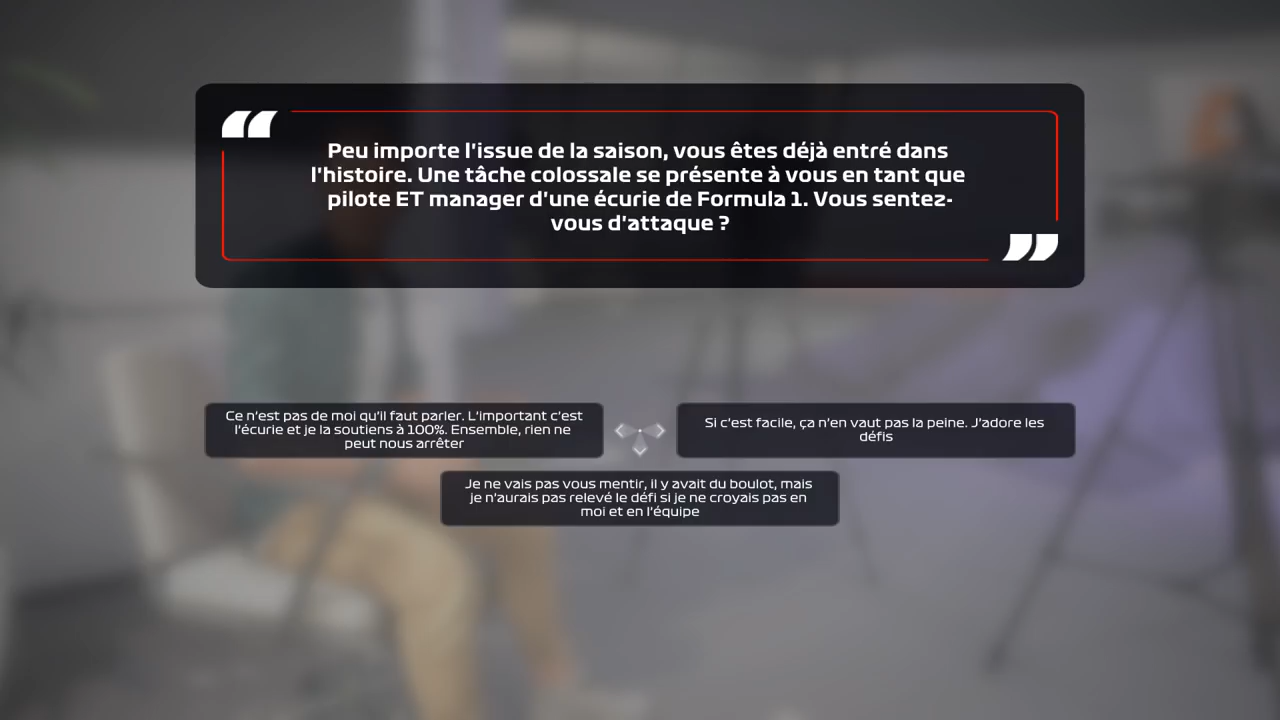 Peu importe l'issue de la saison, vous êtes déjà entré dans
l'histoire. Une tâche colossale se présente à vous en tant que
pilote ET manager d'une écurie de Formula 1. Vous sentez-
vous d'attaque ?
Ce n'est pas de moi qu'il faut parler. L'important c'est
l'écurie et je la soutiens à 100%. Ensemble, rien ne
peut nous arrêter
Si c'est facile, ça n'en vaut pas la peine. J'adore les
défis
Je ne vais pas vous mentir, il y avait du boulot, mais
je n'aurais pas relevé le défi si je ne croyais pas en
moi et en l'équipe